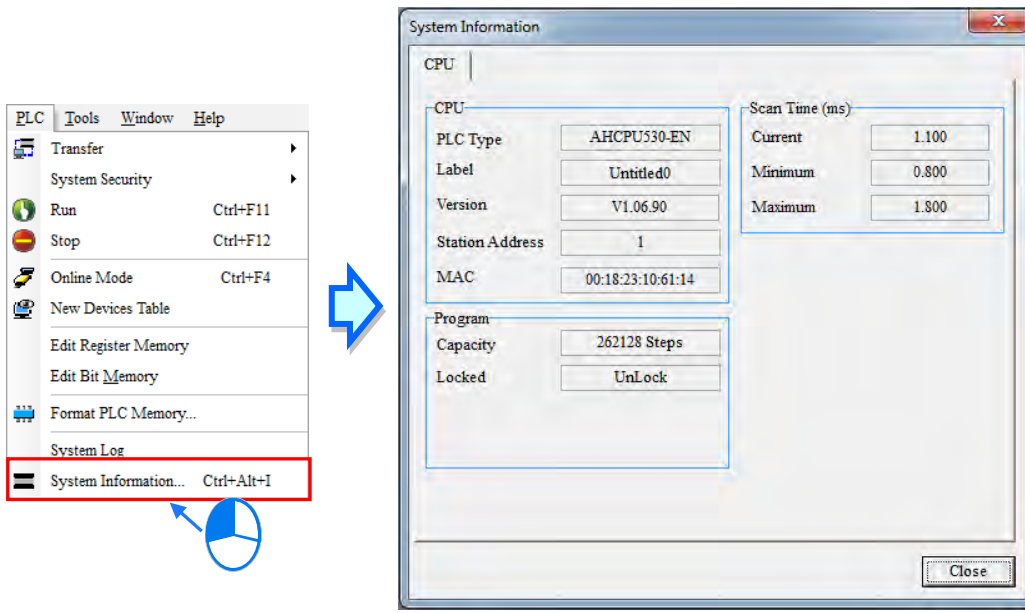 PLC Tools Window Help
Transfer
System Security
Run Ctrl+F11
Stop Ctrl+F12
Online Mode Ctrl+F4
New Devices Table
Edit Register Memory
Edit Bit Memory
Format PLC Memory...
System Log
System Information... Ctrl+Alt+I
System Information
CPU
CPU
PLC Type AHCPU530-EN
Label Untitled0
Version V1.06.90
Station Address 1
MAC 00:18:23:10:61:14
Program
Capacity 262128 Steps
Locked UnLock
Scan Time (ms)
Current 1.100
Minimum 0.800
Maximum 1.800
Close